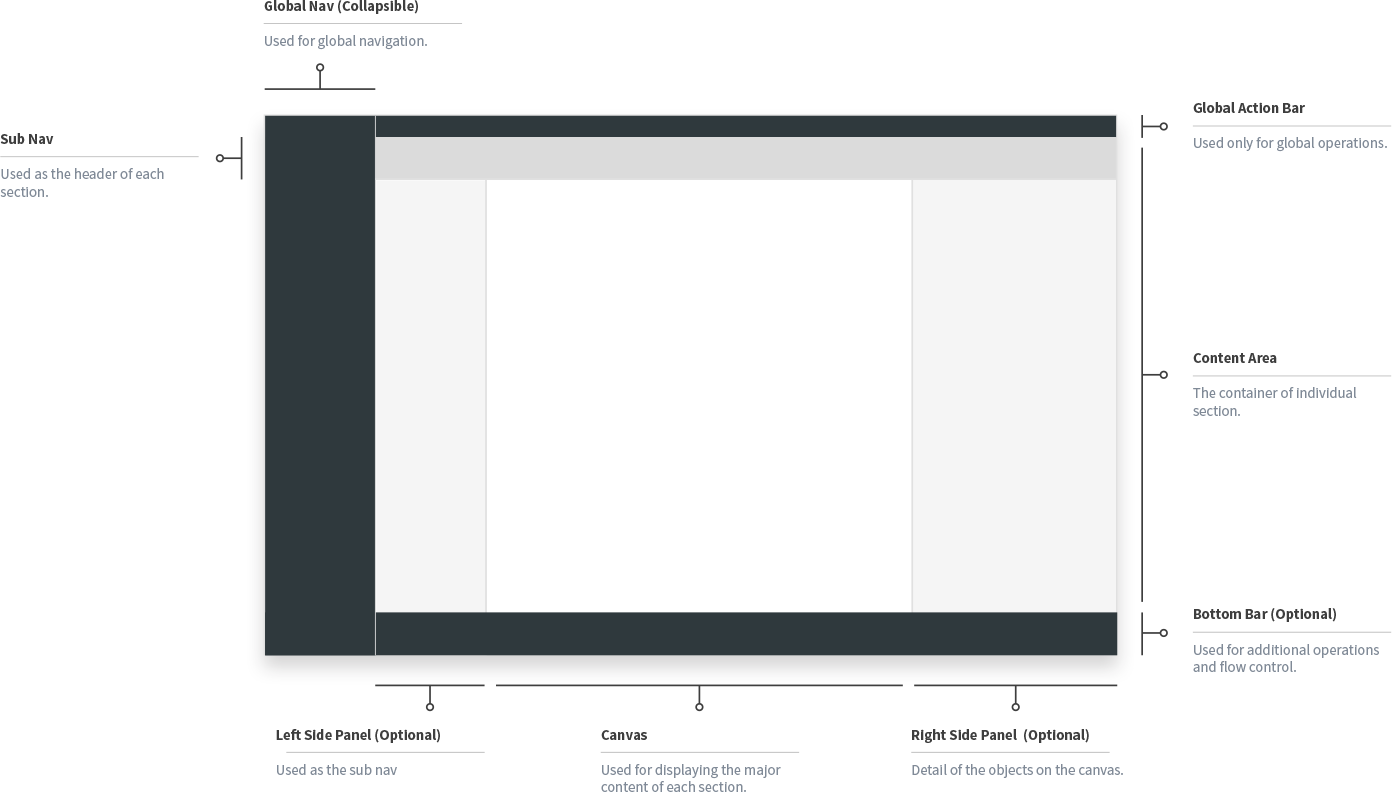 Global Nav (Collapsible)
Used for global navigation.
Global Action Bar
Used only for global operations.
Sub Nav
Used as the header of each
section.
Content Area
The container of individual
section.
Bottom Bar (Optional)
Used for additional operations
and flow control.
Left Side Panel (Optional)
Used as the sub nav
Canvas
Used for displaying the major
content of each section.
Right Side Panel (Optional)
Detail of the objects on the canvas.